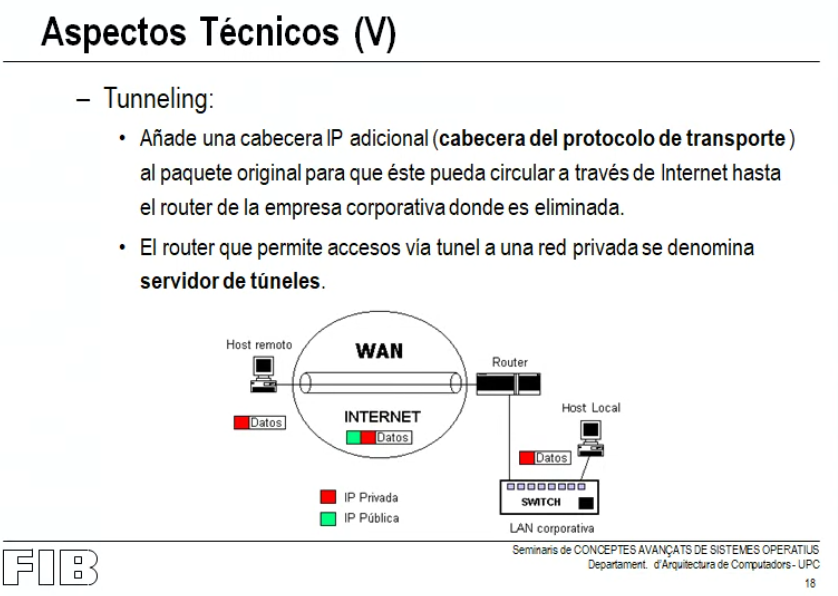 Aspectos Técnicos (V)
– Tunneling:
• Añade una cabecera IP adicional (cabecera del protocolo de transporte )
al paquete original para que éste pueda circular a través de Internet hasta
el router de la empresa corporativa donde es eliminada.
• El router que permite accesos vía tunel a una red privada se denomina
servidor de túneles.
Host remoto
WAN
Router
INTERNET
Datos
Datos
Host Local
Datos
SWITCH
IP Privada
IP Pública
LAN corporativa
Seminaris de CONCEPTES AVANÇATS DE SISTEMES OPERATIUS
Departament. d'Arquitectura de Computadors - UPC
18
FIB